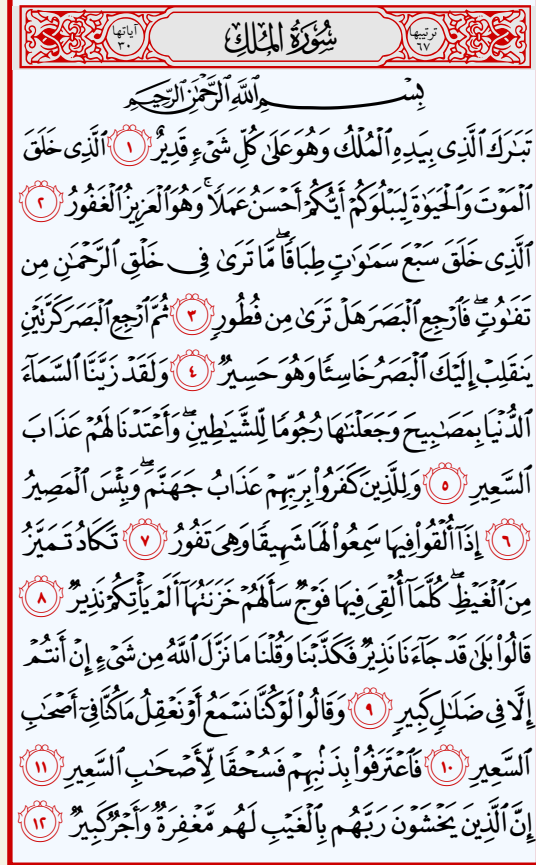 ترتيبها ٦٧ سُورَةُ الْمُلْكِ آياتها ٣٠
بِسْمِ ٱللَّهِ ٱلرَّحْمَٰنِ ٱلرَّحِيمِ
تَبَٰرَكَ ٱلَّذِى بِيَدِهِ ٱلْمُلْكُ وَهُوَ عَلَىٰ كُلِّ شَىْءٍ قَدِيرٌ ١ ٱلَّذِى خَلَقَ
ٱلْمَوْتَ وَٱلْحَيَوٰةَ لِيَبْلُوَكُمْ أَيُّكُمْ أَحْسَنُ عَمَلًا ۚ وَهُوَ ٱلْعَزِيزُ ٱلْغَفُورُ ٢
ٱلَّذِى خَلَقَ سَبْعَ سَمَٰوَٰتٍ طِبَاقًا ۖ مَّا تَرَىٰ فِى خَلْقِ ٱلرَّحْمَٰنِ مِن
تَفَٰوُتٍ ۖ فَٱرْجِعِ ٱلْبَصَرَ هَلْ تَرَىٰ مِن فُطُورٍ ٣ ثُمَّ ٱرْجِعِ ٱلْبَصَرَ كَرَّتَيْنِ
يَنقَلِبْ إِلَيْكَ ٱلْبَصَرُ خَاسِئًا وَهُوَ حَسِيرٌ ٤ وَلَقَدْ زَيَّنَّا ٱلسَّمَآءَ
ٱلدُّنْيَا بِمَصَٰبِيحَ وَجَعَلْنَٰهَا رُجُومًا لِّلشَّيَٰطِينِ ۖ وَأَعْتَدْنَا لَهُمْ عَذَابَ
ٱلسَّعِيرِ ٥ وَلِلَّذِينَ كَفَرُوا۟ بِرَبِّهِمْ عَذَابُ جَهَنَّمَ ۖ وَبِئْسَ ٱلْمَصِيرُ
٦ إِذَآ أُلْقُوا۟ فِيهَا سَمِعُوا۟ لَهَا شَهِيقًا وَهِىَ تَفُورُ ٧ تَكَادُ تَمَيَّزُ
مِنَ ٱلْغَيْظِ ۖ كُلَّمَآ أُلْقِىَ فِيهَا فَوْجٌ سَأَلَهُمْ خَزَنَتُهَآ أَلَمْ يَأْتِكُمْ نَذِيرٌ ٨
قَالُوا۟ بَلَىٰ قَدْ جَآءَنَا نَذِيرٌ فَكَذَّبْنَا وَقُلْنَا مَا نَزَّلَ ٱللَّهُ مِن شَىْءٍ إِنْ أَنتُمْ
إِلَّا فِى ضَلَٰلٍ كَبِيرٍ ٩ وَقَالُوا۟ لَوْ كُنَّا نَسْمَعُ أَوْ نَعْقِلُ مَا كُنَّا فِىٓ أَصْحَٰبِ
ٱلسَّعِيرِ ١٠ فَٱعْتَرَفُوا۟ بِذَنۢبِهِمْ فَسُحْقًا لِّأَصْحَٰبِ ٱلسَّعِيرِ ١١
إِنَّ ٱلَّذِينَ يَخْشَوْنَ رَبَّهُم بِٱلْغَيْبِ لَهُم مَّغْفِرَةٌ وَأَجْرٌ كَبِيرٌ ١٢